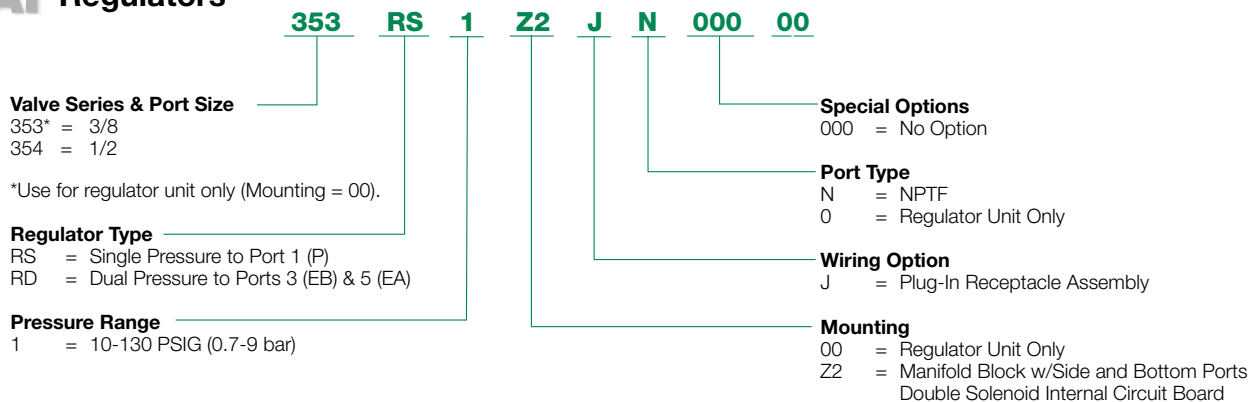 Regulators
353 RS 1 Z2 J N 000 00
Valve Series & Port Size
353* = 3/8
354 = 1/2
*Use for regulator unit only (Mounting = 00).
Regulator Type
RS = Single Pressure to Port 1 (P)
RD = Dual Pressure to Ports 3 (EB) & 5 (EA)
Pressure Range
1 = 10-130 PSIG (0.7-9 bar)
Special Options
000 = No Option
Port Type
N = NPTF
0 = Regulator Unit Only
Wiring Option
J = Plug-In Receptacle Assembly
Mounting
00 = Regulator Unit Only
Z2 = Manifold Block w/Side and Bottom Ports
Double Solenoid Internal Circuit Board